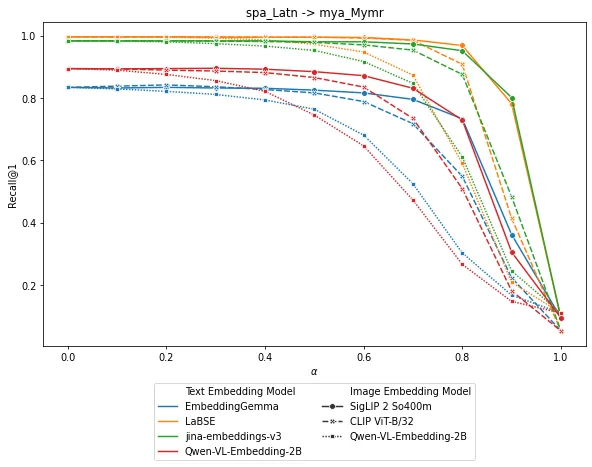 spa_Latn -> mya_Mymr
1.0
0.8
0.6
0.4
0.2
Recall@1
0.0 0.2 0.4 0.6 0.8 1.0
α
Text Embedding Model Image Embedding Model
EmbeddingGemma SigLIP 2 So400m
LaBSE CLIP ViT-B/32
jina-embeddings-v3 Qwen-VL-Embedding-2B
Qwen-VL-Embedding-2B